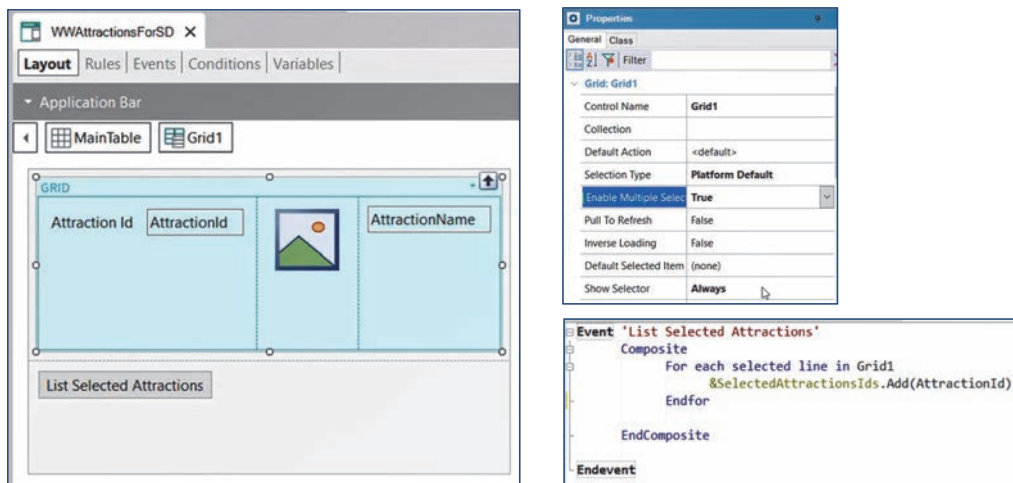 WWAttractionsForSD X
Layout Rules Events Conditions Variables
Application Bar
MainTable Grid1
GRID
Attraction Id AttractionId AttractionName
List Selected Attractions
Properties
General Class
Filter
Grid: Grid1
Control Name Grid1
Collection
Default Action <default>
Selection Type Platform Default
Enable Multiple Selec True
Pull To Refresh False
Inverse Loading False
Default Selected Item (none)
Show Selector Always
Event 'List Selected Attractions'
Composite
For each selected line in Grid1
&SelectedAttractionsIds.Add(AttractionId)
Endfor
EndComposite
Endevent